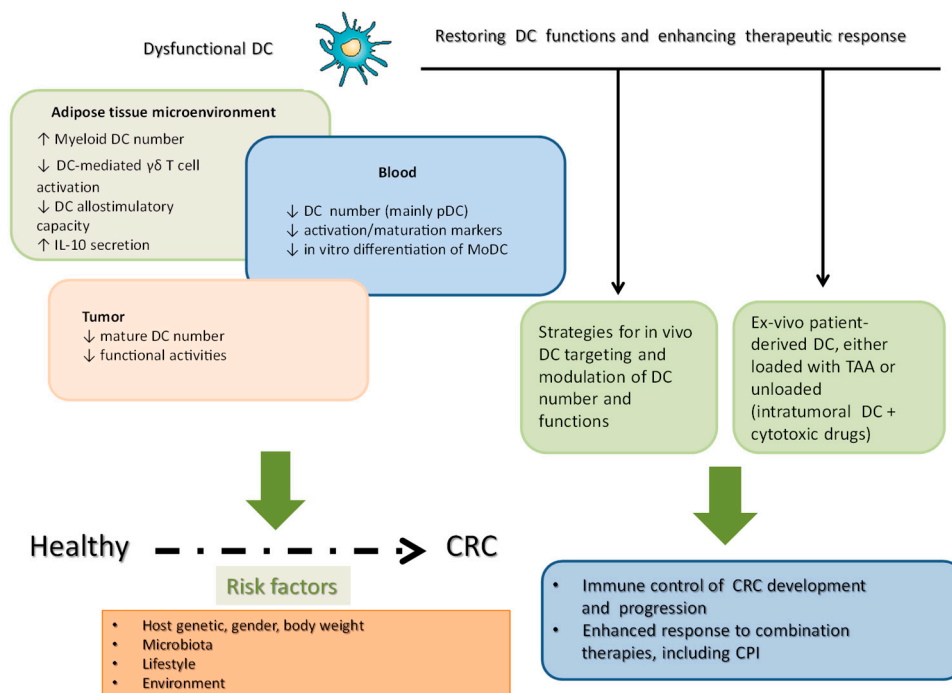 Dysfunctional DC
Restoring DC functions and enhancing therapeutic response
Adipose tissue microenvironment
↑ Myeloid DC number
↓ DC-mediated γδ T cell
activation
↓ DC allostimulatory
capacity
↑ IL-10 secretion
Blood
↓ DC number (mainly pDC)
↓ activation/maturation markers
↓ in vitro differentiation of MoDC
Tumor
↓ mature DC number
↓ functional activities
Strategies for in vivo
DC targeting and
modulation of DC
number and
functions
Ex-vivo patient-
derived DC, either
loaded with TAA or
unloaded
(intratumoral DC +
cytotoxic drugs)
Healthy
CRC
Risk factors
• Host genetic, gender, body weight
• Microbiota
• Lifestyle
• Environment
• Immune control of CRC development
and progression
• Enhanced response to combination
therapies, including CPI